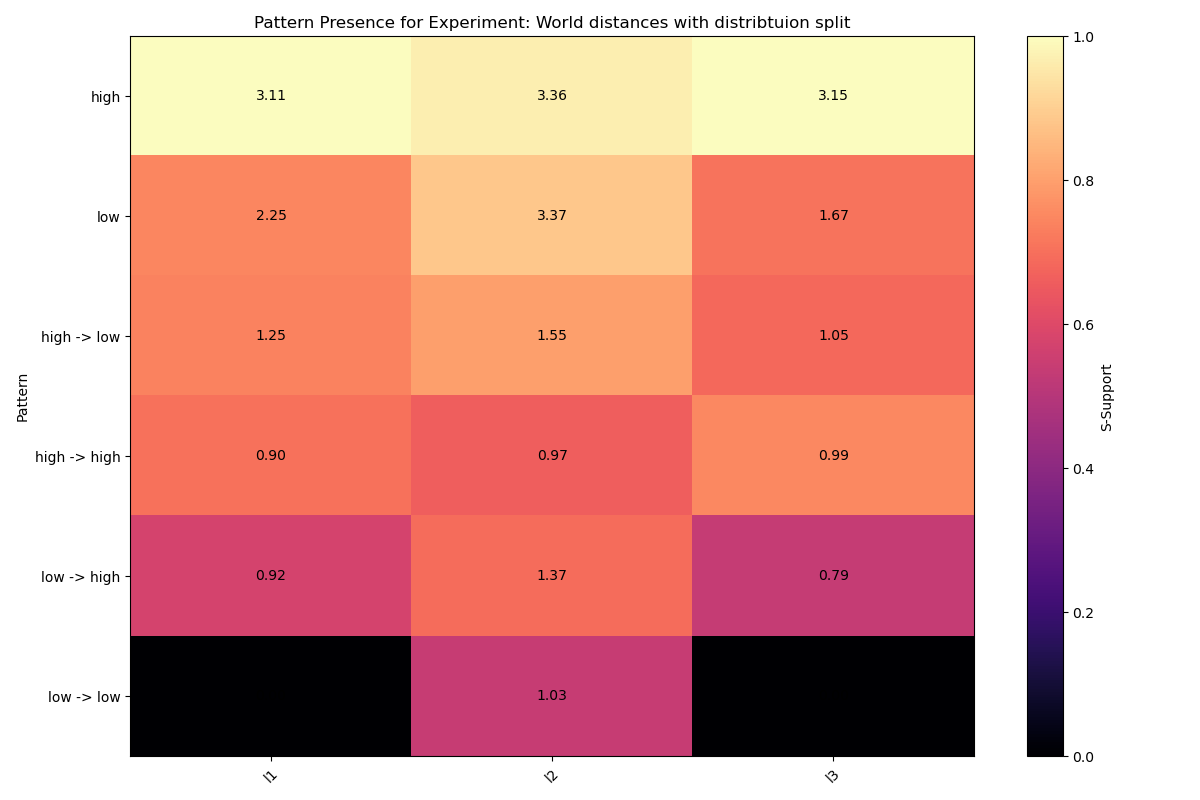 Pattern Presence for Experiment: World distances with distribtuion split
Pattern
high
3.11
3.36
3.15
low
2.25
3.37
1.67
high -> low
1.25
1.55
1.05
high -> high
0.90
0.97
0.99
low -> high
0.92
1.37
0.79
low -> low
1.03
l1
l2
l3
1.0
0.8
0.6
0.4
0.2
0.0
S-Support